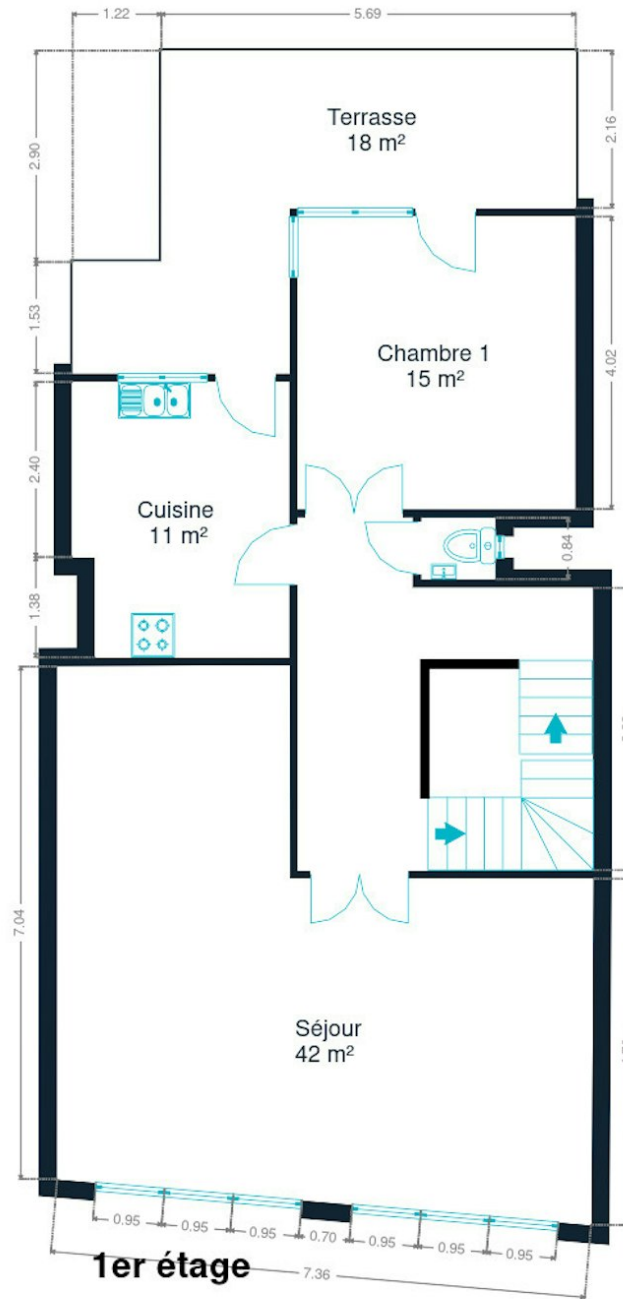 1.22
5.69
Terrasse
18 m²
2.90
2.16
1.53
Chambre 1
15 m²
4.02
2.40
Cuisine
11 m²
0.84
1.38
7.04
Séjour
42 m²
0.95
0.95
0.95
0.70
0.95
0.95
0.95
1er étage
7.36